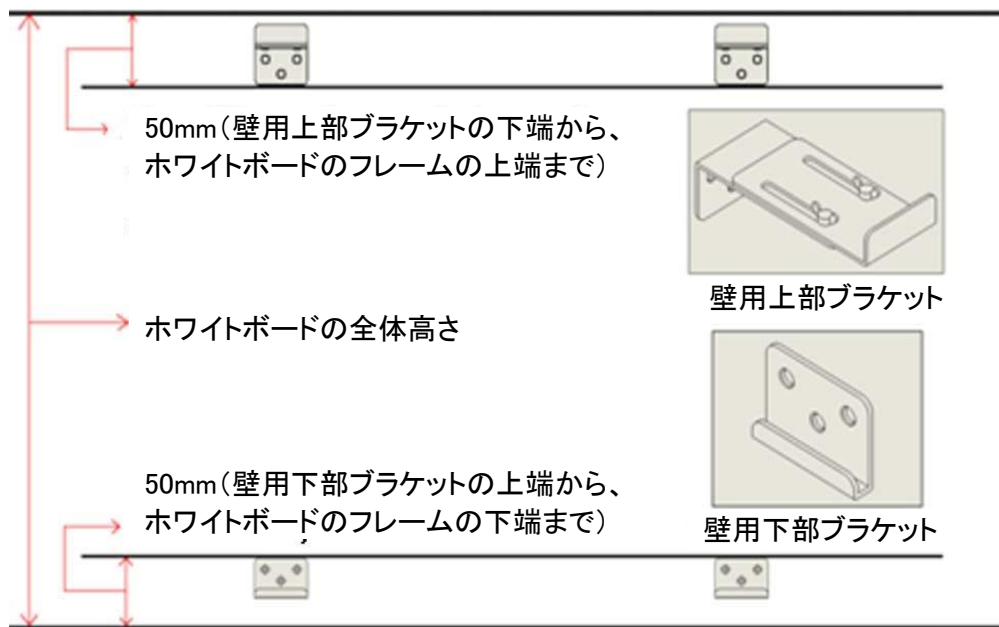 50mm(壁用上部ブラケットの下端から、
ホワイトボードのフレームの上端まで)
壁用上部ブラケット
ホワイトボードの全体高さ
50mm(壁用下部ブラケットの上端から、
ホワイトボードのフレームの下端まで)
壁用下部ブラケット